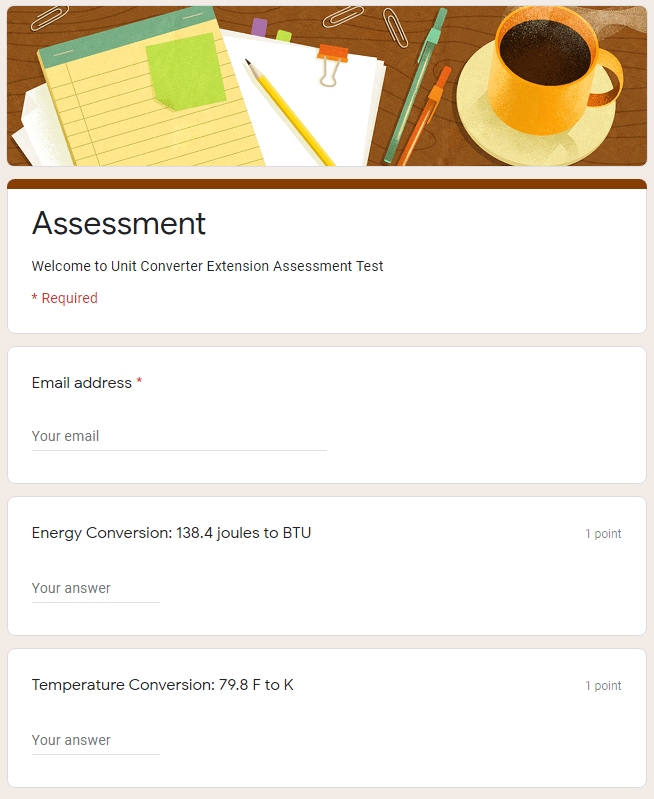 Assessment
Welcome to Unit Converter Extension Assessment Test
* Required
Email address *
Your email
Energy Conversion: 138.4 joules to BTU
1 point
Your answer
Temperature Conversion: 79.8 F to K
1 point
Your answer